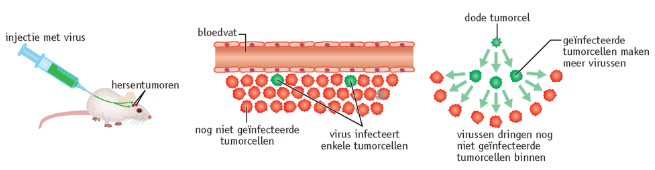 injectie met virus
hersentumoren
bloedvat
nog niet geïnfecteerde
tumorcellen
virus infecteert
enkele tumorcellen
dode tumorcel
geïnfecteerde
tumorcellen maken
meer virussen
virussen dringen nog
niet geïnfecteerde
tumorcellen binnen